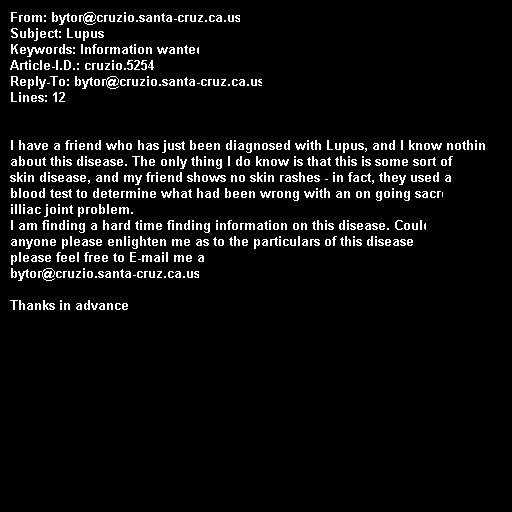 From: bytor@cruzio.santa-cruz.ca.us
Subject: Lupus
Keywords: Information wanted
Article-I.D.: cruzio.5254
Reply-To: bytor@cruzio.santa-cruz.ca.us
Lines: 12
I have a friend who has just been diagnosed with Lupus, and I know nothin
about this disease. The only thing I do know is that this is some sort of
skin disease, and my friend shows no skin rashes - in fact, they used a
blood test to determine what had been wrong with an on going sacro
illiac joint problem.
I am finding a hard time finding information on this disease. Could
anyone please enlighten me as to the particulars of this disease
please feel free to E-mail me a
bytor@cruzio.santa-cruz.ca.us
Thanks in advance